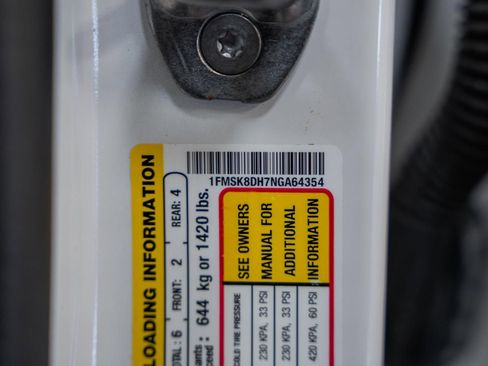 1FMSK8DH7NGA64354
LOADING INFORMATION
TOTAL : 6 FRONT: 2 REAR: 4
644 kg or 1420 lbs.
COLD TIRE PRESSURE
230 KPA, 33 PSI
230 KPA, 33 PSI
420 KPA, 60 PSI
SEE OWNERS
MANUAL FOR
ADDITIONAL
INFORMATION